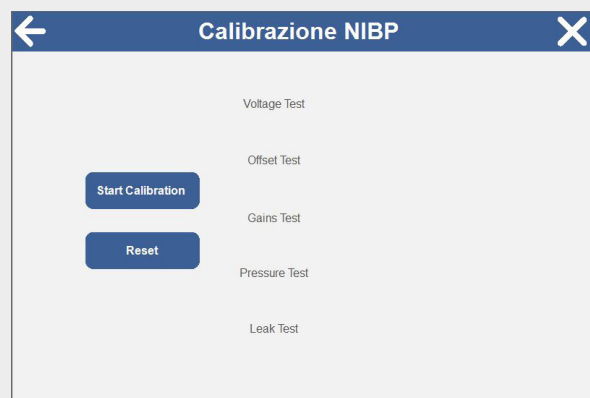 Calibrazione NIBP
Voltage Test
Offset Test
Start Calibration
Gains Test
Reset
Pressure Test
Leak Test